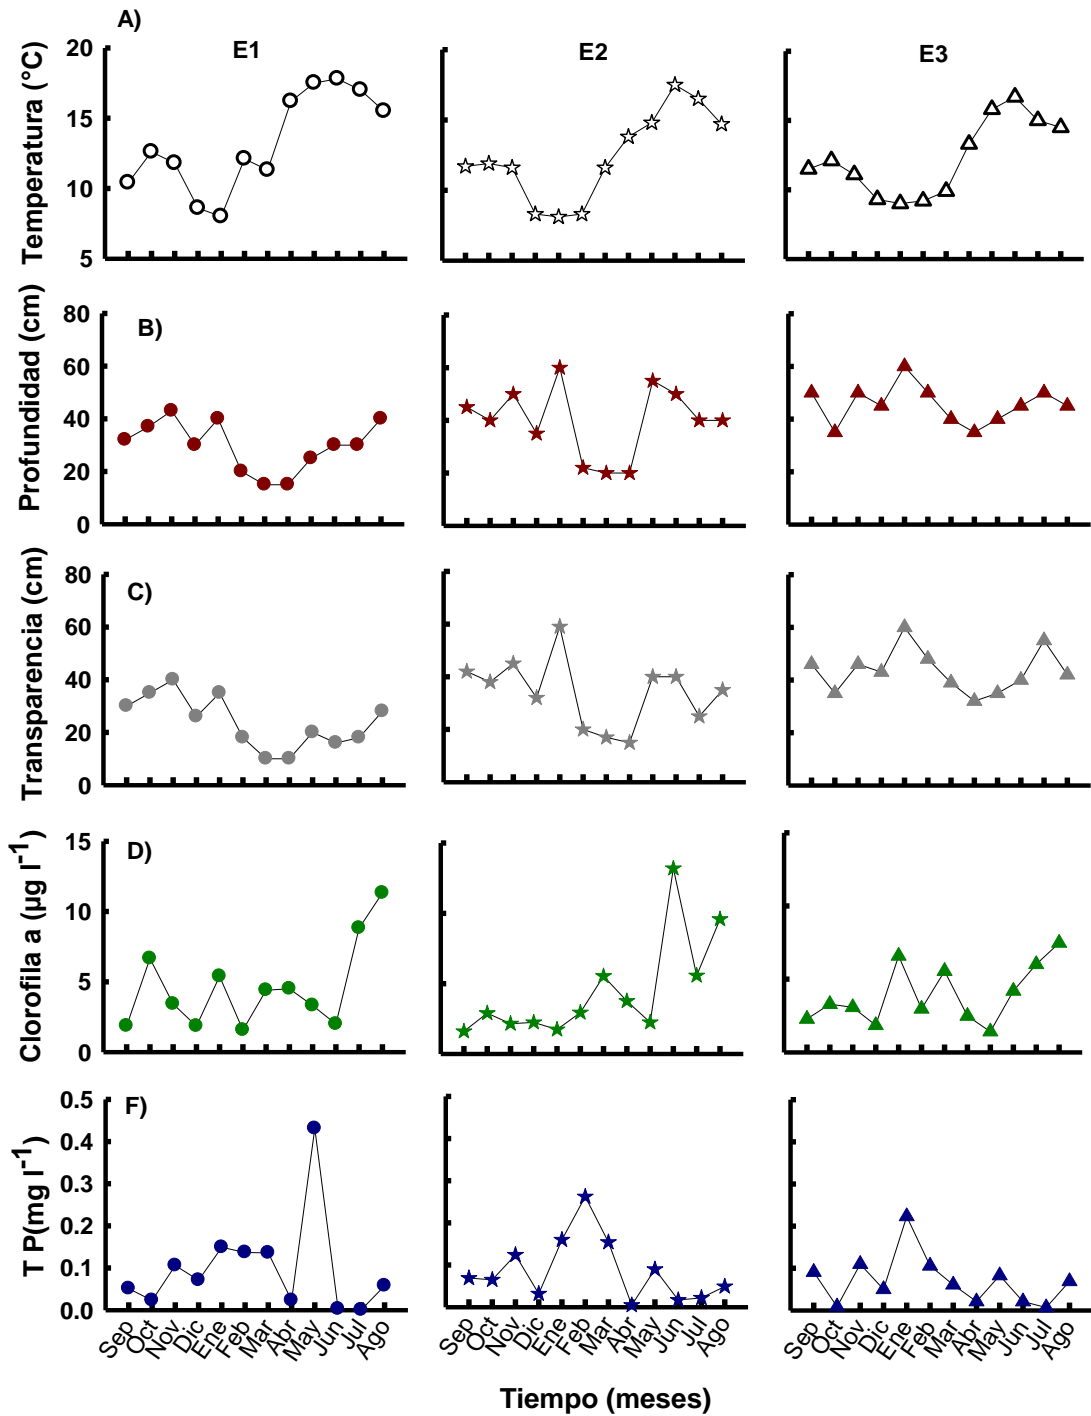 A)
E1
E2
E3
Temperatura (°C)
20
15
10
5
B)
Profundidad (cm)
80
60
40
20
0
C)
Transparencia (cm)
80
60
40
20
0
D)
Clorofila a (µg l-1)
15
10
5
0
F)
T P(mg l-1)
0.5
0.4
0.3
0.2
0.1
0.0
Sep Oct Nov Dic Ene Feb Mar Abr May Jun Jul Ago
Sep Oct Nov Dic Ene Feb Mar Abr May Jun Jul Ago
Sep Oct Nov Dic Ene Feb Mar Abr May Jun Jul Ago
Tiempo (meses)